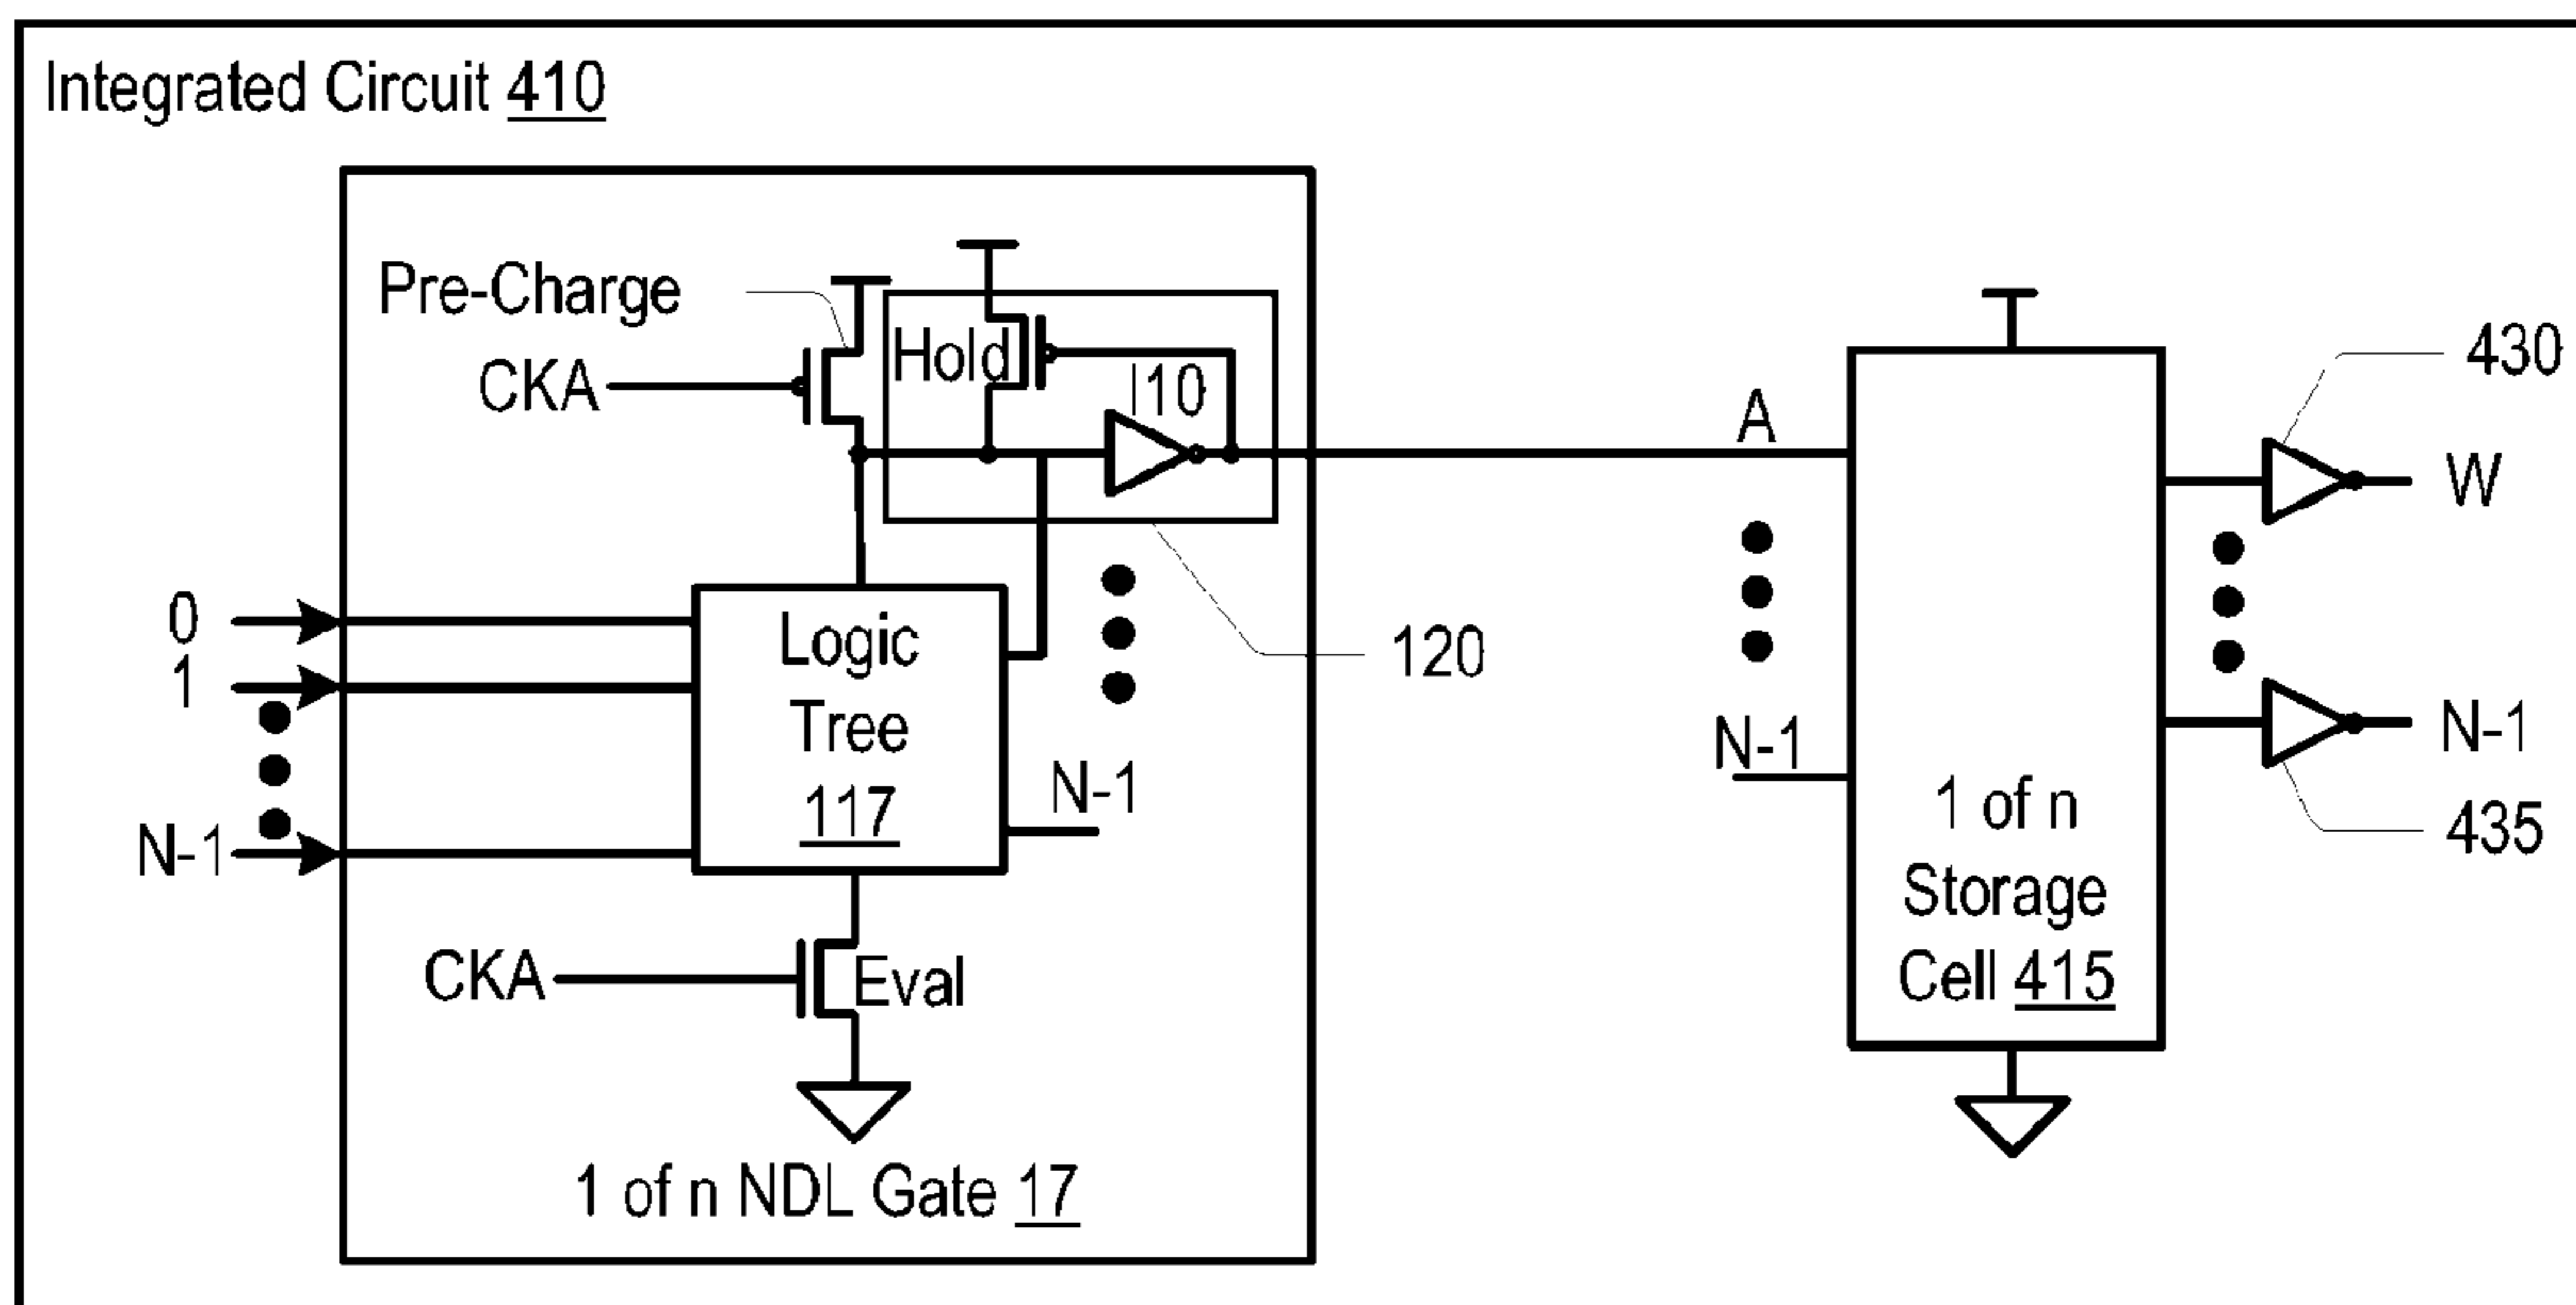 Integrated Circuit 410
Pre-Charge
CKA
Hold
I10
A
430
W
0
1
N-1
Logic
Tree
117
N-1
120
N-1
N-1
435
1 of n
Storage
Cell 415
CKA
Eval
1 of n NDL Gate 17